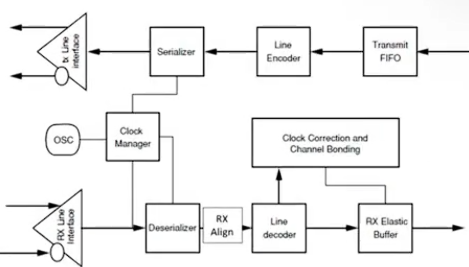 tx Line
interface
Serializer
Line
Encoder
Transmit
FIFO
OSC
Clock
Manager
Clock Correction and
Channel Bonding
RX Line
Interface
Deserializer
RX
Align
Line
decoder
RX Elastic
Buffer